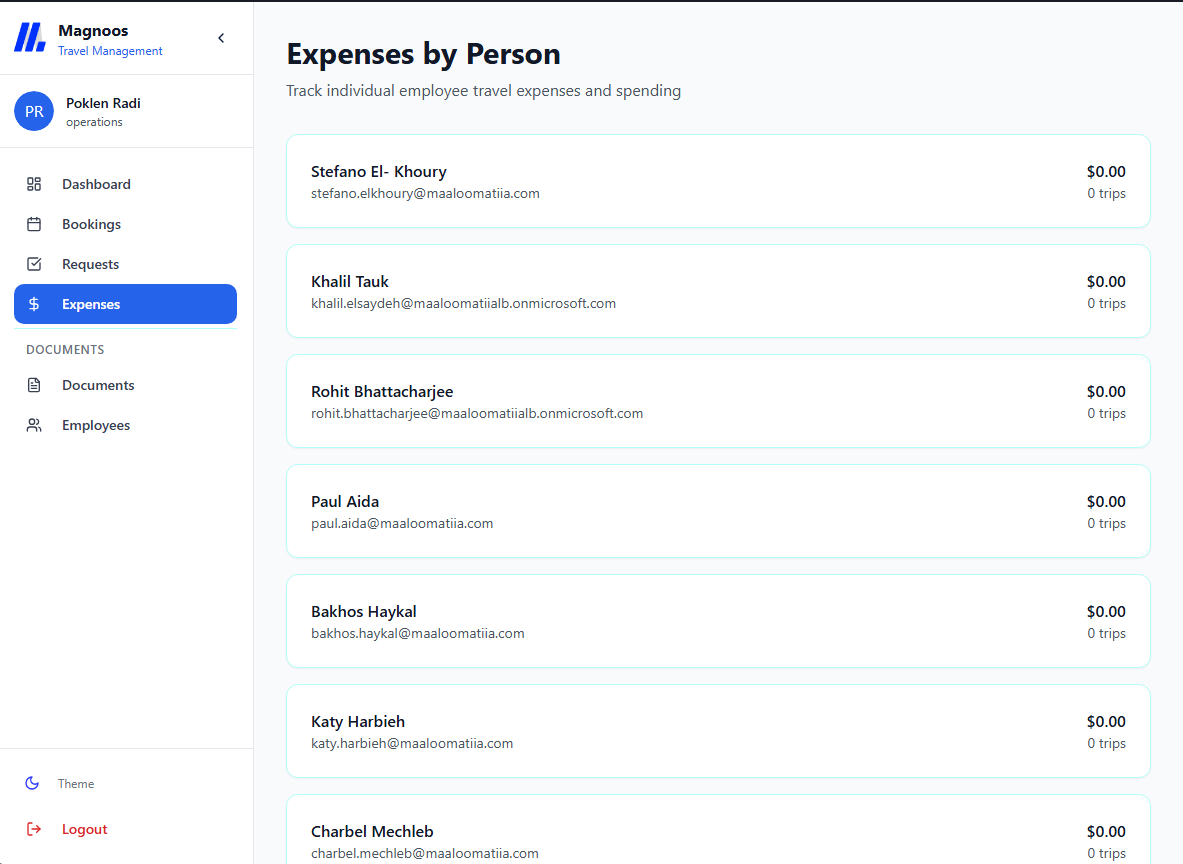 Magnoos
Travel Management
PR
Poklen Radi
operations
Dashboard
Bookings
Requests
Expenses
DOCUMENTS
Documents
Employees
Theme
Logout
Expenses by Person
Track individual employee travel expenses and spending
Stefano El- Khoury $0.00
stefano.elkhoury@maaloomatiia.com 0 trips
Khalil Tauk $0.00
khalil.elsaydeh@maaloomatiialb.onmicrosoft.com 0 trips
Rohit Bhattacharjee $0.00
rohit.bhattacharjee@maaloomatiialb.onmicrosoft.com 0 trips
Paul Aida $0.00
paul.aida@maaloomatiia.com 0 trips
Bakhos Haykal $0.00
bakhos.haykal@maaloomatiia.com 0 trips
Katy Harbieh $0.00
katy.harbieh@maaloomatiia.com 0 trips
Charbel Mechleb $0.00
charbel.mechleb@maaloomatiia.com 0 trips